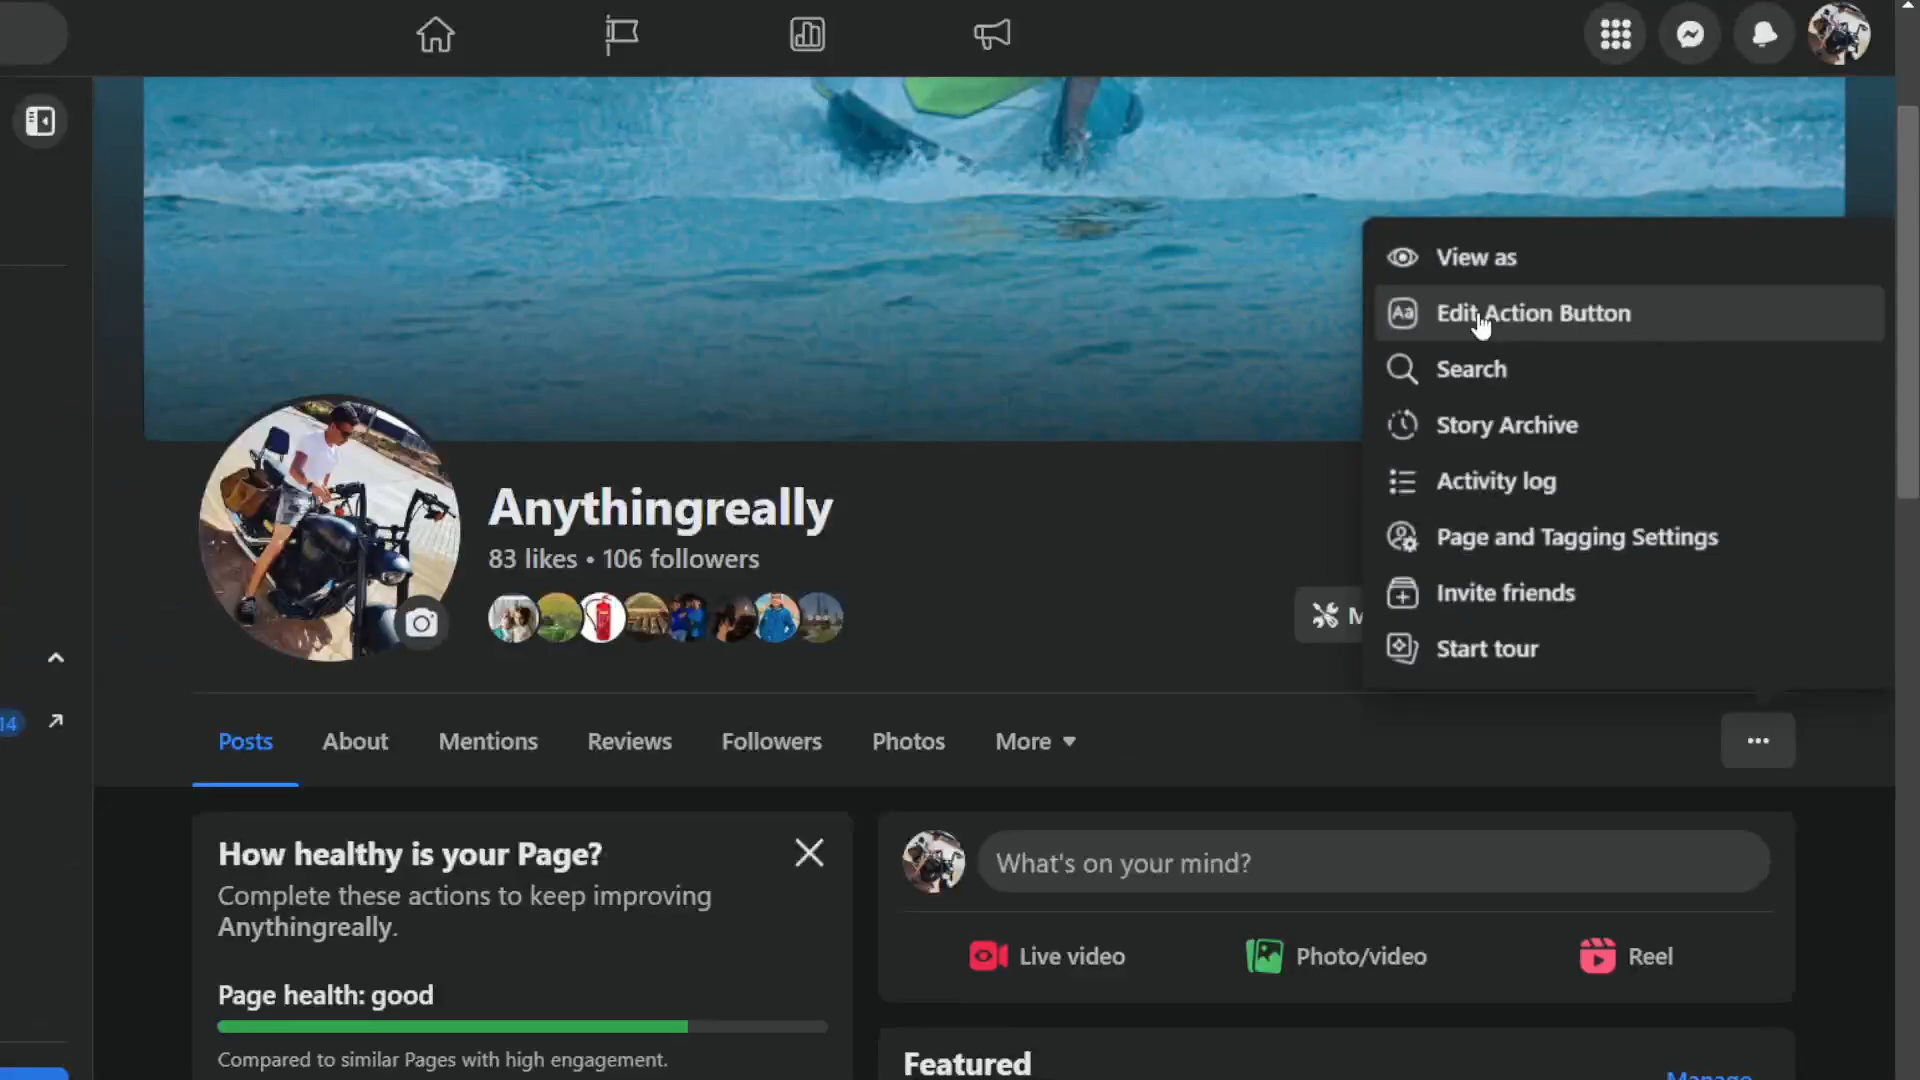 View as
Aa
Edit Action Button
Search
Story Archive
Activity log
Page and Tagging Settings
Invite friends
Start tour
Anythingreally
83 likes • 106 followers
M
14
Posts
About
Mentions
Reviews
Followers
Photos
More
How healthy is your Page?
Complete these actions to keep improving
Anythingreally.
Page health: good
Compared to similar Pages with high engagement.
What's on your mind?
Live video
Photo/video
Reel
Featured
Manage